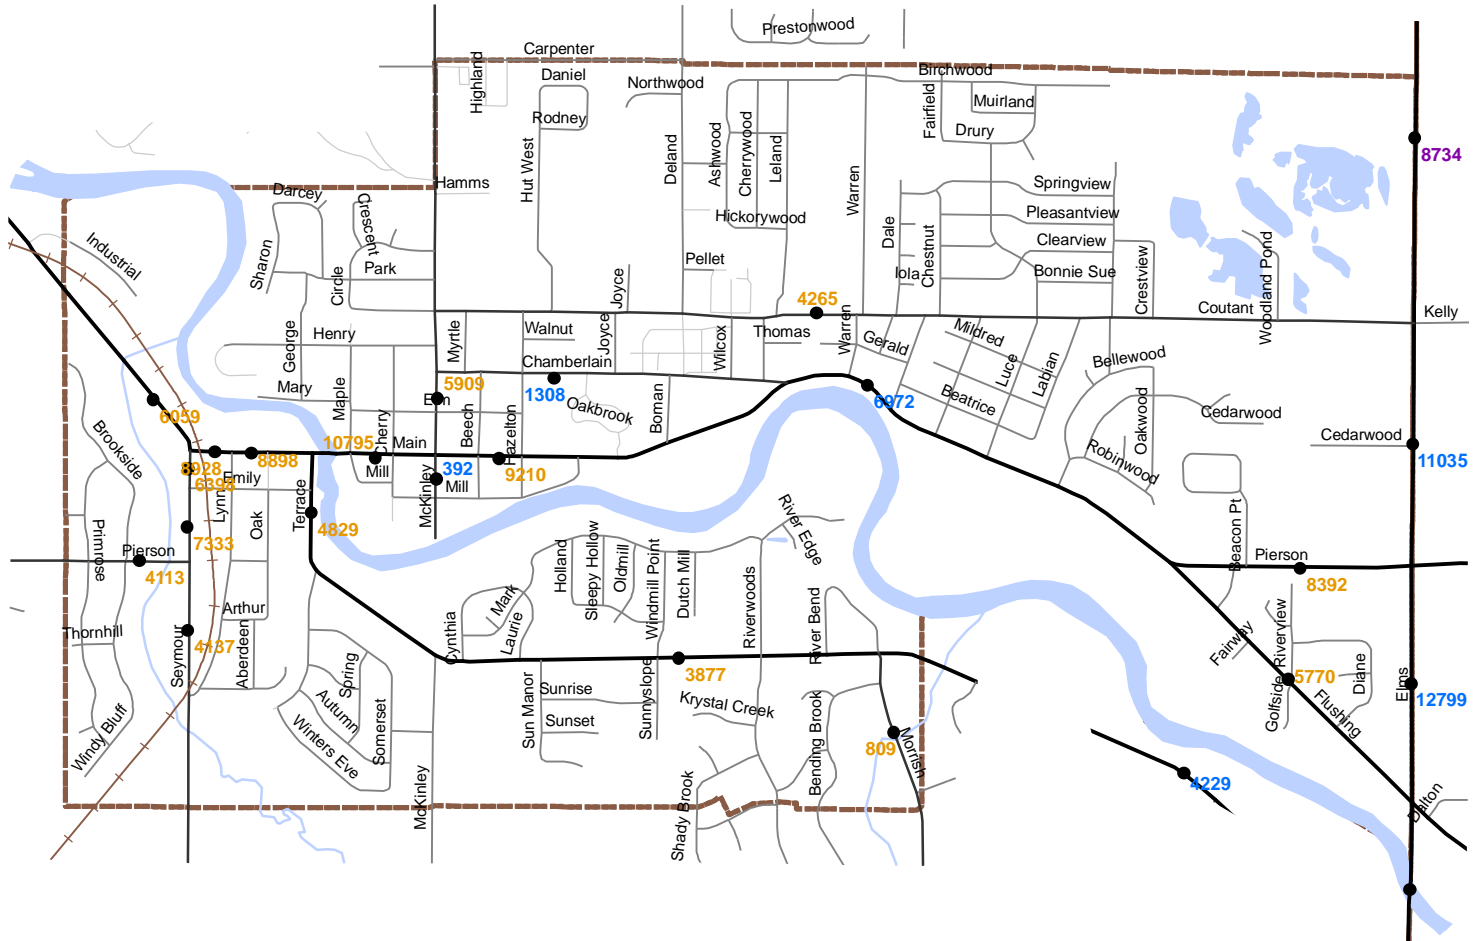 Prestonwood
Carpenter
Birchwood
Highland
Daniel
Northwood
Fairfield
Muirland
Rodney
Drury
Deland
Ashwood
Cherrywood
Leland
8734
Hut West
Hamms
Darcey
Warren
Springview
Crescent
Pleasantview
Hickorywood
Dale
Chestnut
Clearview
Industrial
Sharon
Park
Pellet
Iola
Bonnie Sue
Crestview
Woodland Pond
Cirdle
Joyce
4265
Coutant
Kelly
George
Henry
Myrtle
Walnut
Joyce
Wilcox
Thomas
Warren
Gerald
Mildred
Chamberlain
Luce
Labian
Bellewood
Mary
Maple
5909
Elm
1308
Oakbrook
Boman
6972
Beatrice
Oakwood
Cedarwood
6059
Brookside
10795
Cherry
Main
Beech
Hazelton
Cedarwood
11035
8928
8898
6394
Emily
Mill
392
Mill
9210
Robinwood
Lynn
Oak
Terrace
McKinley
4829
River Edge
Beacon Pt
7333
Primrose
Pierson
4113
Holland
Sleepy Hollow
Oldmill
Windmill Point
Dutch Mill
Riverwoods
Pierson
8392
Arthur
Mark
Laurie
Cynthia
River Bend
Thornhill
4137
Seymour
Aberdeen
Fairway
Riverview
Spring
3877
Sunnyslope
5770
Diane
Elms
12799
Sun Manor
Sunrise
Krystal Creek
Golfside
Flushing
Windy Bluff
Autumn
Sunset
Winters Eve
Somerset
Bending Brook
809
Morrish
4229
McKinley
Shady Brook
Dalton